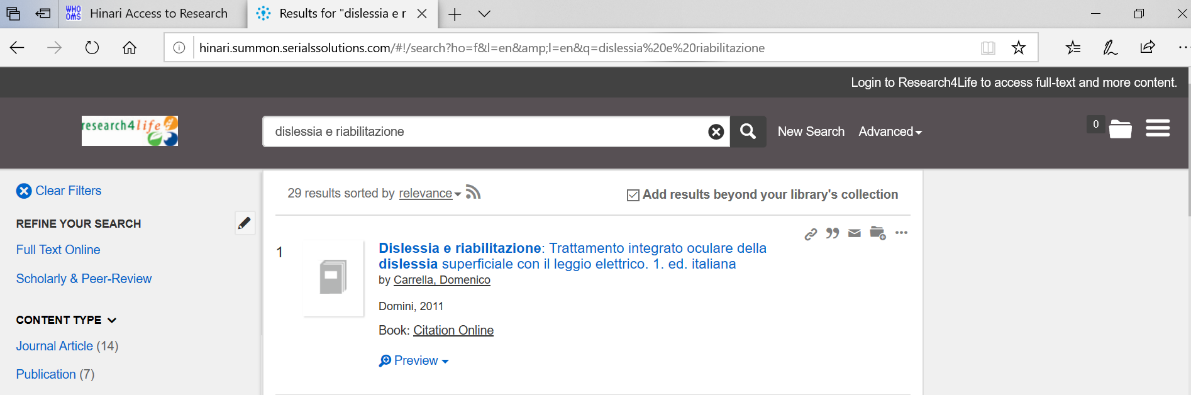 WHO OMS
Hinari Access to Research
Results for "dislessia e r
hinari.summon.serialssolutions.com/#!/search?ho=f&l=en&amp;l=en&q=dislessia%20e%20riabilitazione
Login to Research4Life to access full-text and more content.
research4life
dislessia e riabilitazione
New Search
Advanced
0
Clear Filters
REFINE YOUR SEARCH
Full Text Online
Scholarly & Peer-Review
CONTENT TYPE
Journal Article (14)
Publication (7)
29 results sorted by relevance
Add results beyond your library's collection
1
Dislessia e riabilitazione: Trattamento integrato oculare della
dislessia superficiale con il leggio elettrico. 1. ed. italiana
by Carrella, Domenico
Domini, 2011
Book: Citation Online
Preview